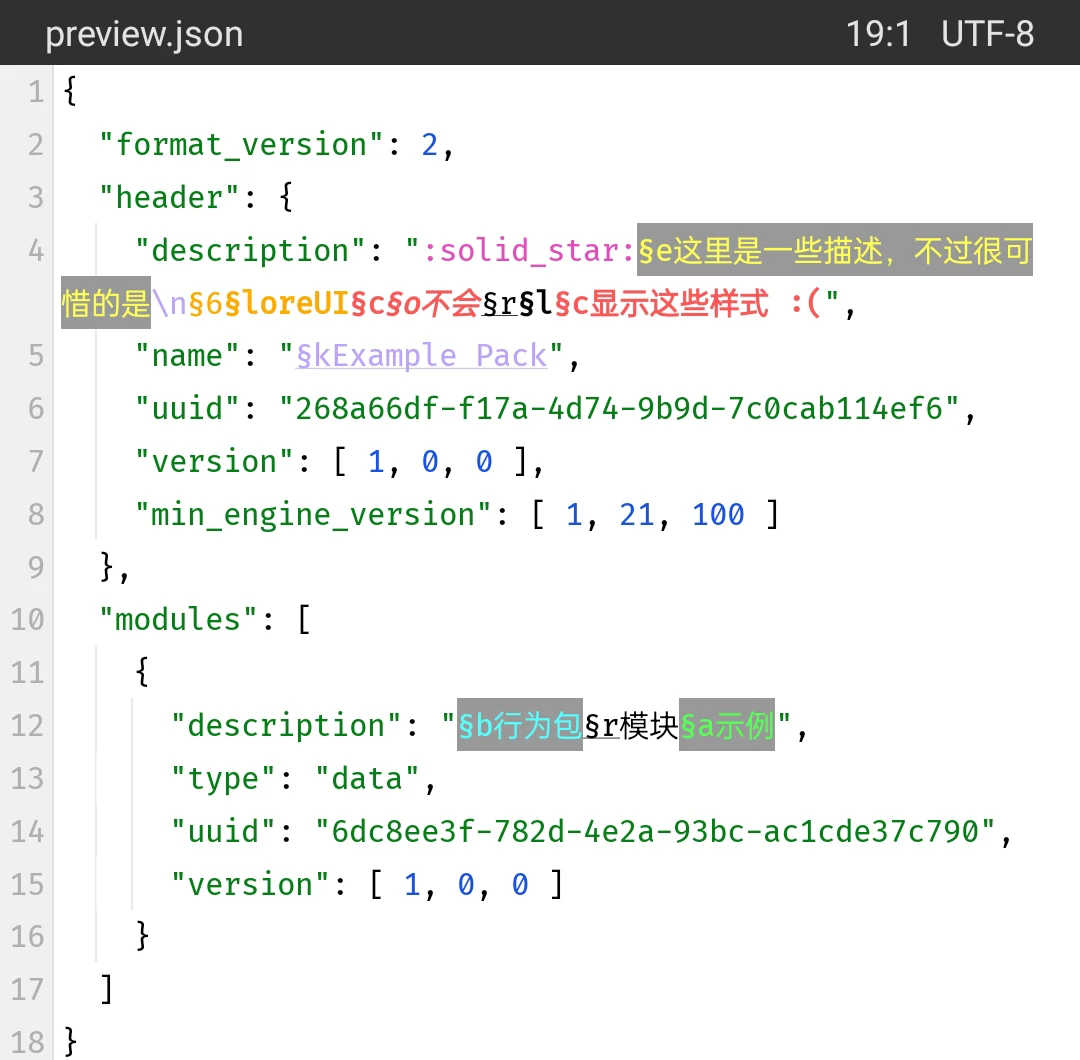 preview.json 19:1 UTF-8
1 {
2 "format_version": 2,
3 "header": {
4 "description": ":solid_star:§e这里是一些描述，不过很可
惜的是\n§6§loreUI§c§o不会§r§l§c显示这些样式 :(",
5 "name": "§kExample Pack",
6 "uuid": "268a66df-f17a-4d74-9b9d-7c0cab114ef6",
7 "version": [ 1, 0, 0 ],
8 "min_engine_version": [ 1, 21, 100 ]
9 },
10 "modules": [
11 {
12 "description": "§b行为包§r模块§a示例",
13 "type": "data",
14 "uuid": "6dc8ee3f-782d-4e2a-93bc-ac1cde37c790",
15 "version": [ 1, 0, 0 ]
16 }
17 ]
18 }